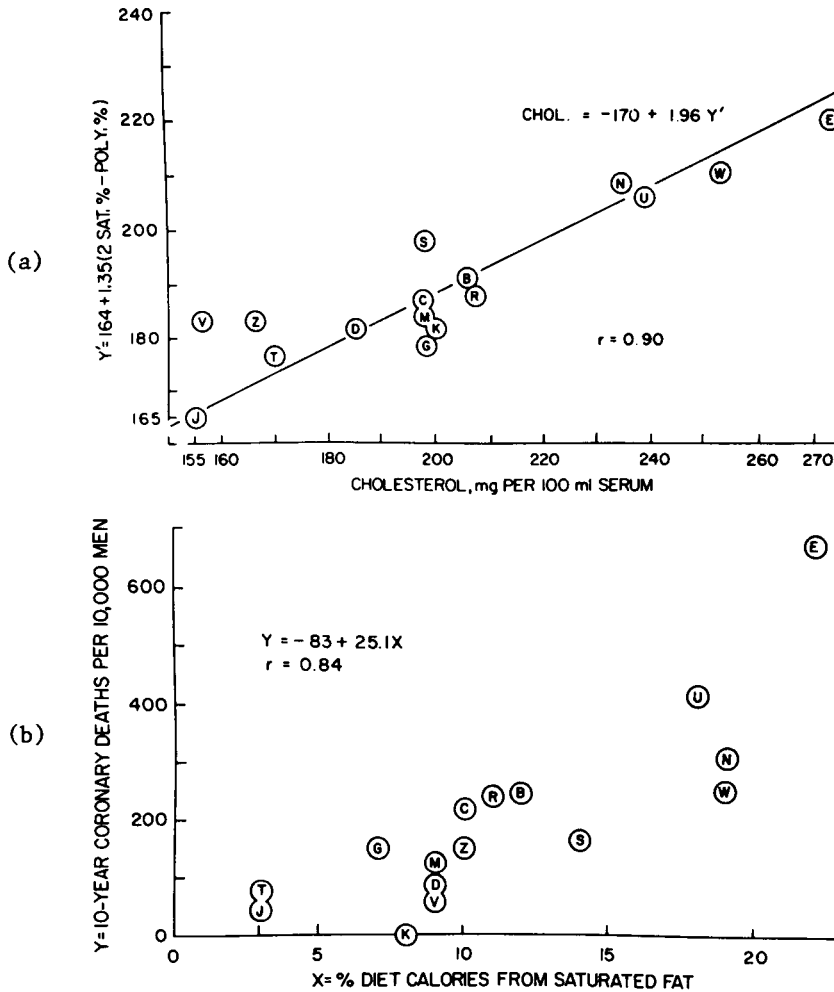 (a)
Y'=164+1.35(2 SAT. %-POLY.%)
240
220
200
180
165
CHOL. = -170 + 1.96 Y'
r = 0.90
E
W
N
U
S
B
R
C
M
K
G
D
V
Z
T
J
155 160 180 200 220 240 260 270
CHOLESTEROL, mg PER 100 ml SERUM
(b)
Y=10-YEAR CORONARY DEATHS PER 10,000 MEN
600
400
200
0
Y = -83 + 25.1X
r = 0.84
E
U
N
W
B
R
C
S
G
Z
M
D
V
T
J
K
0 5 10 15 20
X= % DIET CALORIES FROM SATURATED FAT